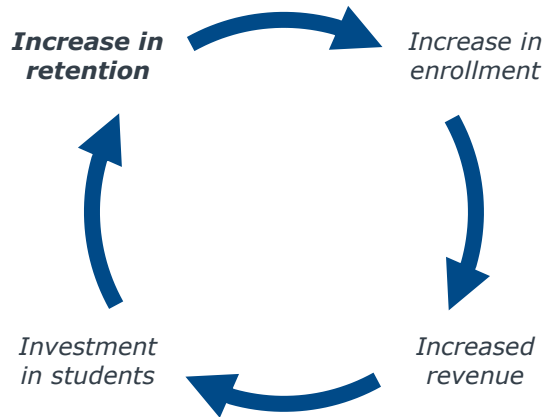 Increase in
retention
Increase in
enrollment
Increased
revenue
Investment
in students